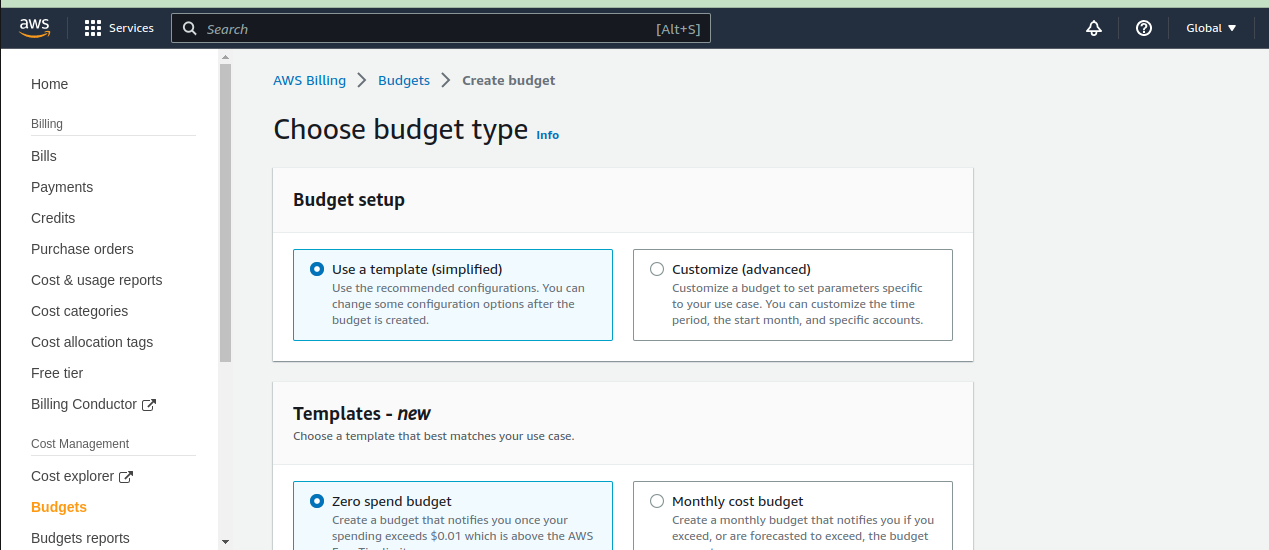 aws
Services
Search
[Alt+S]
Global
Home
Billing
Bills
Payments
Credits
Purchase orders
Cost & usage reports
Cost categories
Cost allocation tags
Free tier
Billing Conductor
Cost Management
Cost explorer
Budgets
Budgets reports
AWS Billing
Budgets
Create budget
Choose budget type Info
Budget setup
Use a template (simplified)
Use the recommended configurations. You can
change some configuration options after the
budget is created.
Customize (advanced)
Customize a budget to set parameters specific
to your use case. You can customize the time
period, the start month, and specific accounts.
Templates - new
Choose a template that best matches your use case.
Zero spend budget
Create a budget that notifies you once your
spending exceeds $0.01 which is above the AWS
Monthly cost budget
Create a monthly budget that notifies you if you
exceed, or are forecasted to exceed, the budget